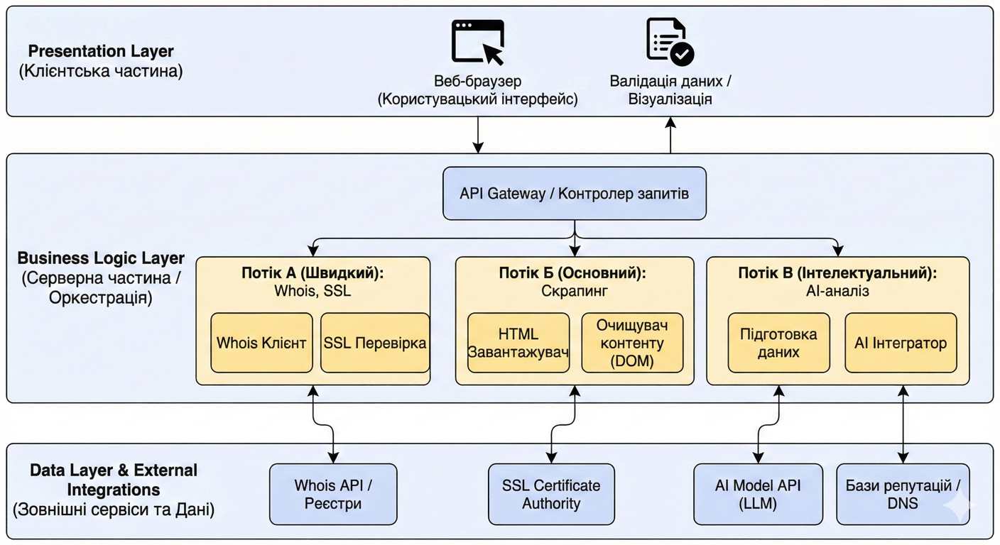 Presentation Layer
(Клієнтська частина)
Веб-браузер
(Користувацький інтерфейс)
Валідація даних /
Візуалізація
API Gateway / Контролер запитів
Business Logic Layer
(Серверна частина /
Оркестрація)
Потік А (Швидкий):
Whois, SSL
Whois Клієнт
SSL Перевірка
Потік Б (Основний):
Скрапинг
HTML
Завантажувач
Очищувач
контенту
(DOM)
Потік В (Інтелектуальний):
AI-аналіз
Підготовка
даних
AI Інтегратор
Data Layer & External
Integrations
(Зовнішні сервіси та Дані)
Whois API /
Реєстри
SSL Certificate
Authority
AI Model API
(LLM)
Бази репутацій /
DNS